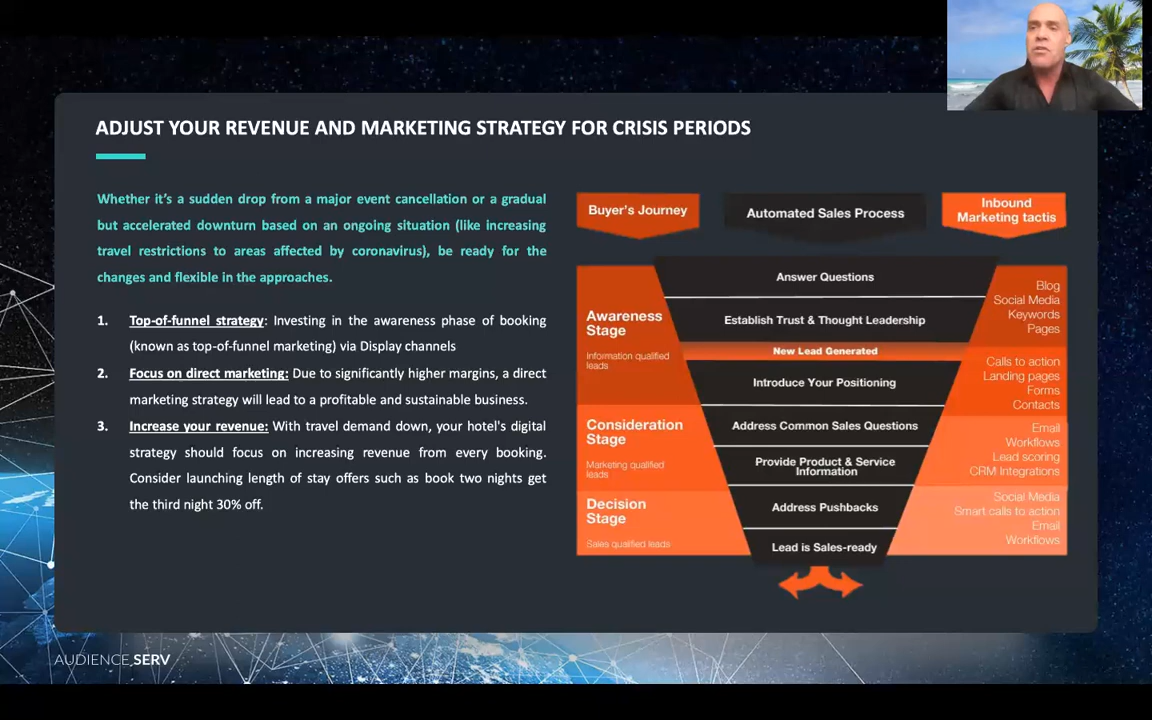 ADJUST YOUR REVENUE AND MARKETING STRATEGY FOR CRISIS PERIODS
Whether it's a sudden drop from a major event cancellation or a gradual
but accelerated downturn based on an ongoing situation (like increasing
travel restrictions to areas affected by coronavirus), be ready for the
changes and flexible in the approaches.
1. Top-of-funnel strategy: Investing in the awareness phase of booking
(known as top-of-funnel marketing) via Display channels
2. Focus on direct marketing: Due to significantly higher margins, a direct
marketing strategy will lead to a profitable and sustainable business.
3. Increase your revenue: With travel demand down, your hotel's digital
strategy should focus on increasing revenue from every booking.
Consider launching length of stay offers such as book two nights get
the third night 30% off.
Buyer's Journey
Automated Sales Process
Inbound
Marketing tactis
Awareness
Stage
Information qualified
leads
Consideration
Stage
Marketing qualified
leads
Decision
Stage
Sales qualified leads
Answer Questions
Establish Trust & Thought Leadership
New Lead Generated
Introduce Your Positioning
Address Common Sales Questions
Provide Product & Service
Information
Address Pushbacks
Lead is Sales-ready
Blog
Social Media
Keywords
Pages
Calls to action
Landing pages
Forms
Contacts
Email
Workflows
Lead scoring
CRM Integrations
Social Media
Smart calls to action
Email
Workflows
AUDIENCE SERV